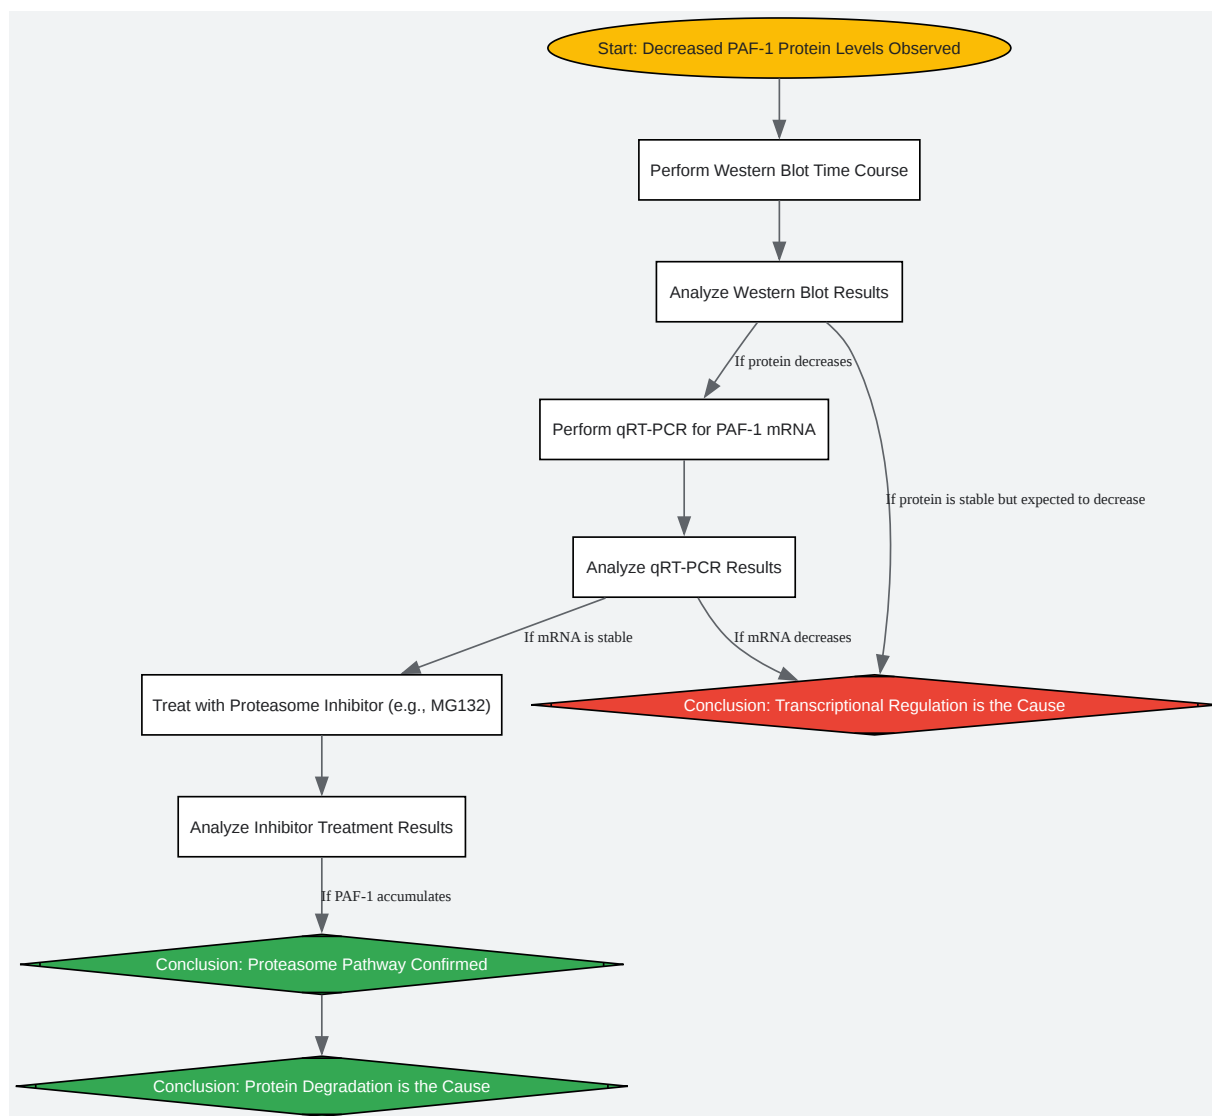 Start: Decreased PAF-1 Protein Levels Observed
Perform Western Blot Time Course
Analyze Western Blot Results
If protein decreases
Perform qRT-PCR for PAF-1 mRNA
If protein is stable but expected to decrease
Analyze qRT-PCR Results
If mRNA is stable
If mRNA decreases
Treat with Proteasome Inhibitor (e.g., MG132)
Conclusion: Transcriptional Regulation is the Cause
Analyze Inhibitor Treatment Results
If PAF-1 accumulates
Conclusion: Proteasome Pathway Confirmed
Conclusion: Protein Degradation is the Cause